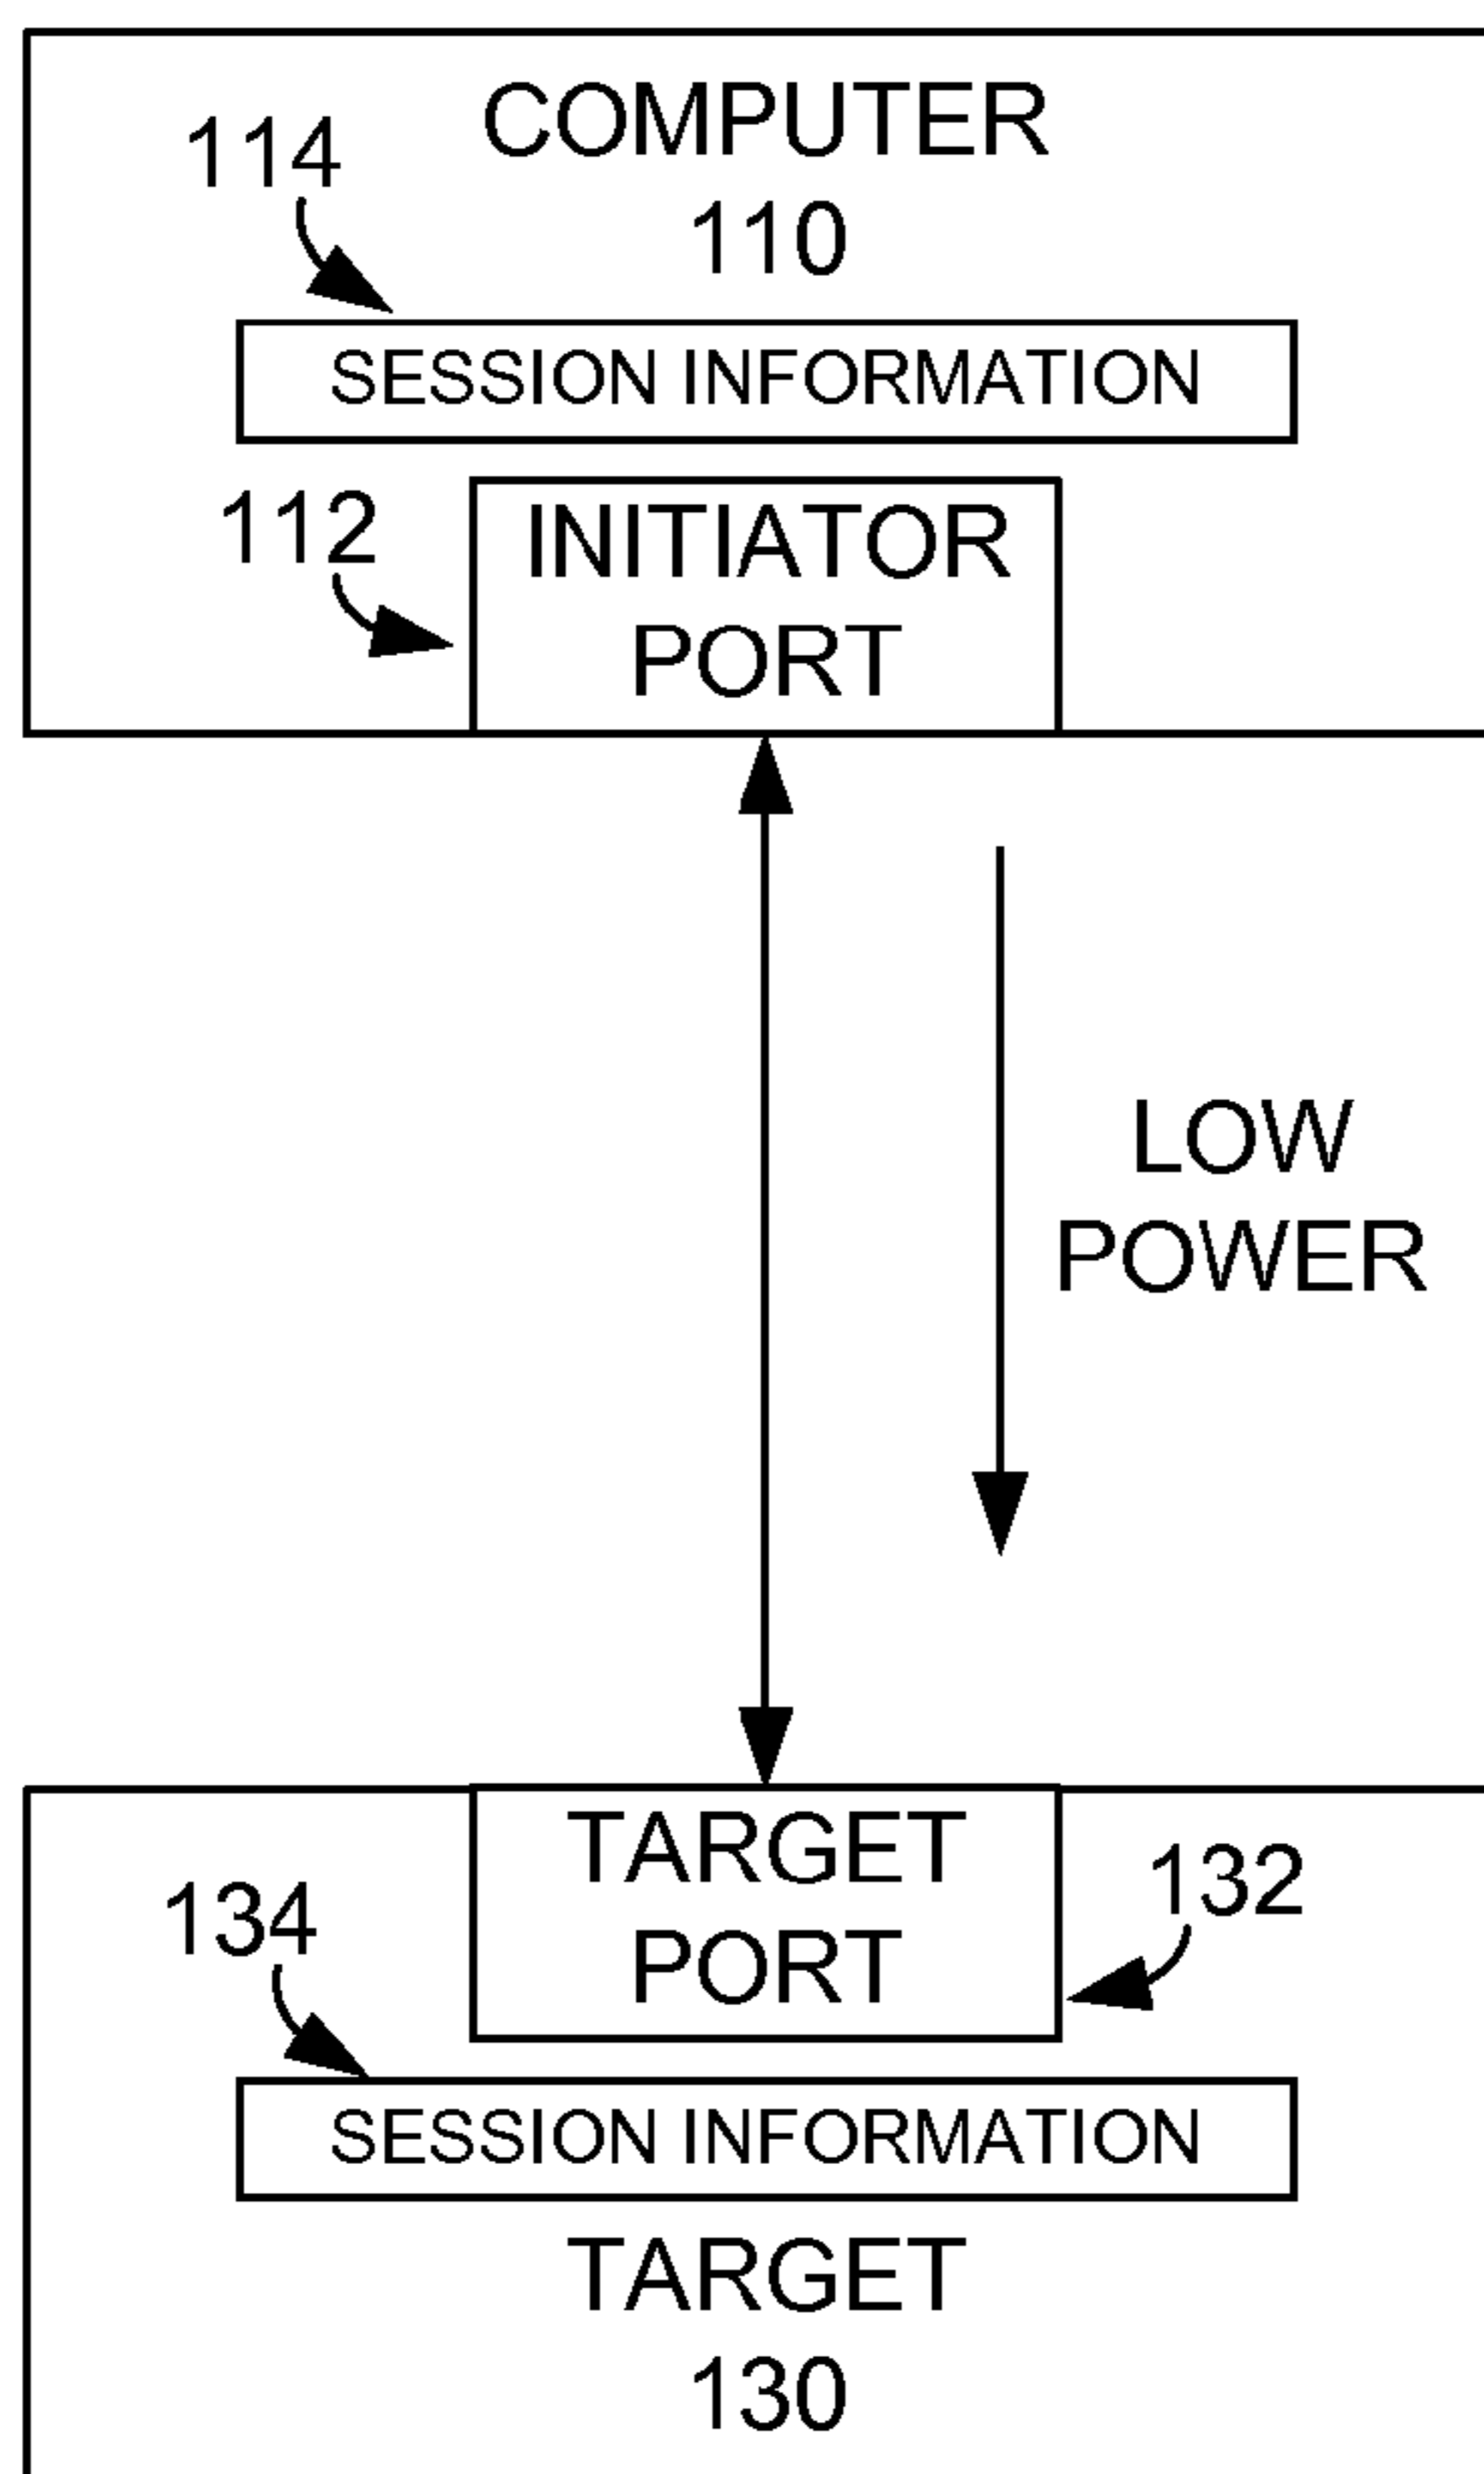 COMPUTER
114
110
SESSION INFORMATION
112
INITIATOR
PORT
LOW
POWER
TARGET
PORT
132
134
SESSION INFORMATION
TARGET
130